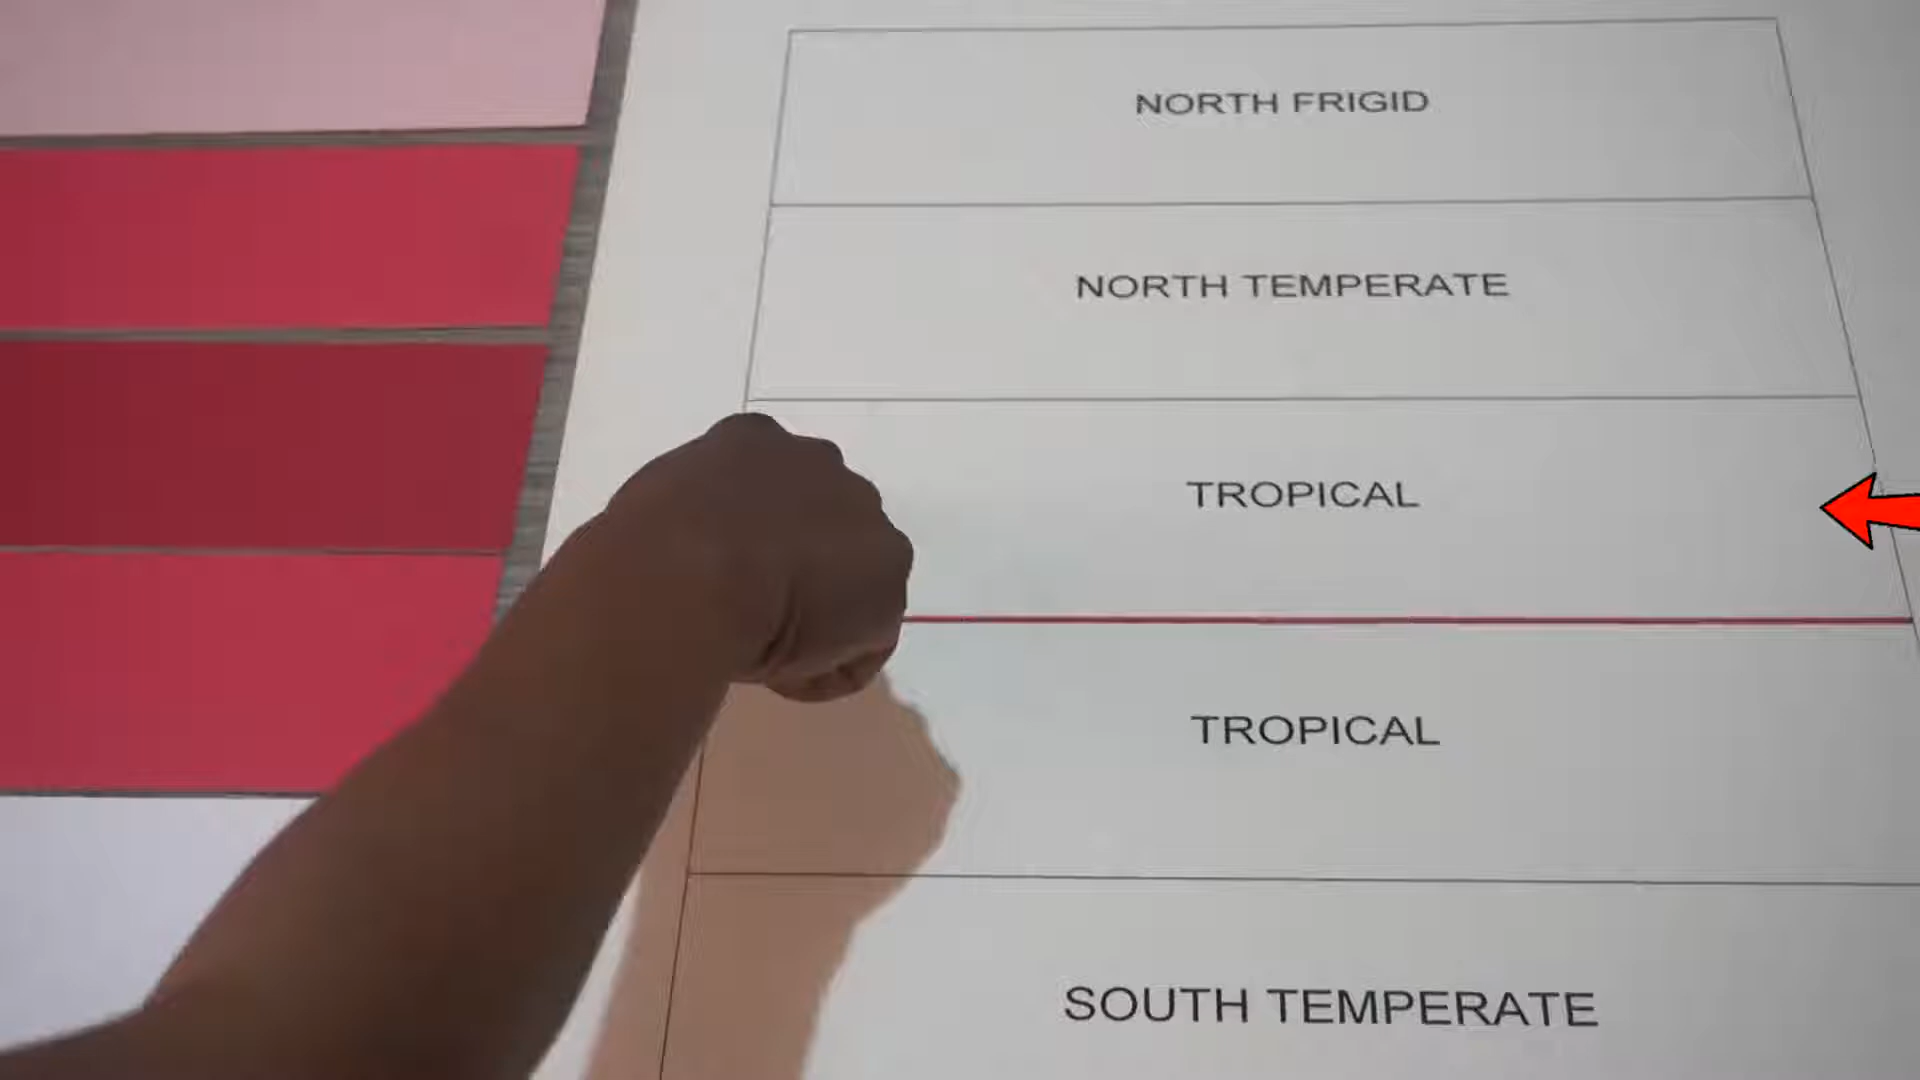 NORTH FRIGID
NORTH TEMPERATE
TROPICAL
TROPICAL
SOUTH TEMPERATE